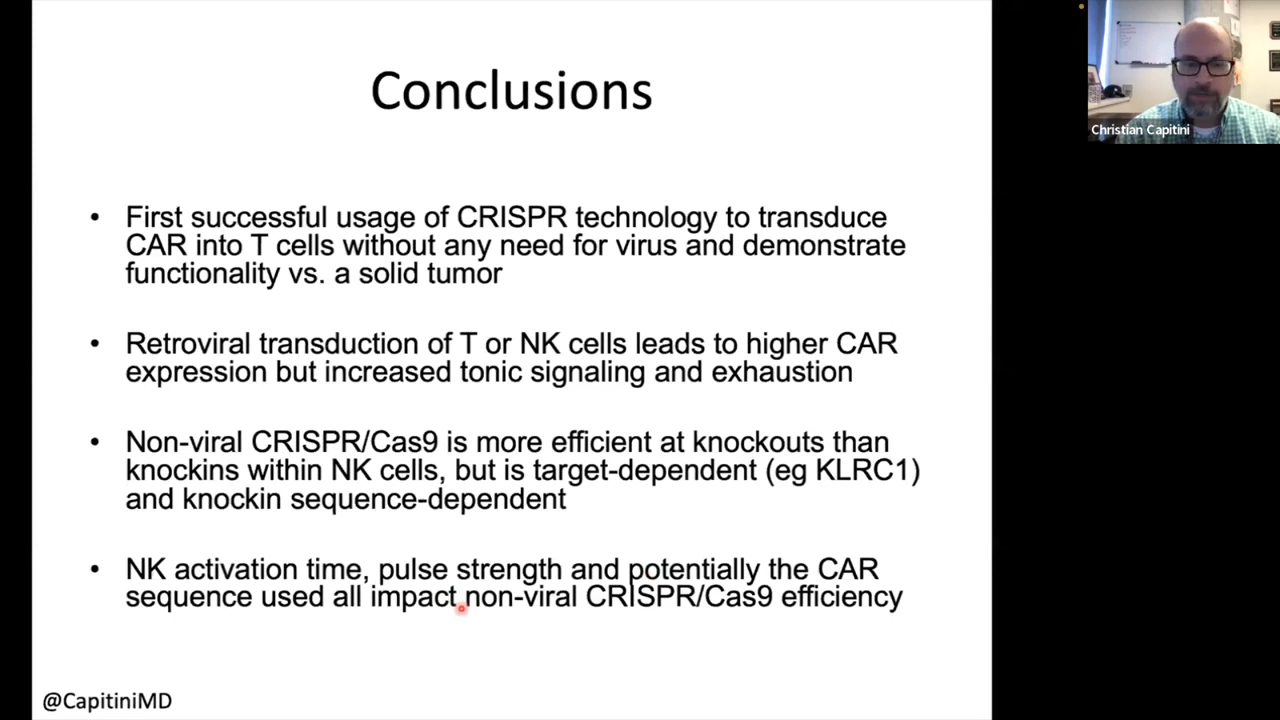 Conclusions
• First successful usage of CRISPR technology to transduce
CAR into T cells without any need for virus and demonstrate
functionality vs. a solid tumor
• Retroviral transduction of T or NK cells leads to higher CAR
expression but increased tonic signaling and exhaustion
• Non-viral CRISPR/Cas9 is more efficient at knockouts than
knockins within NK cells, but is target-dependent (eg KLRC1)
and knockin sequence-dependent
• NK activation time, pulse strength and potentially the CAR
sequence used all impact non-viral CRISPR/Cas9 efficiency
@CapitiniMD
Christian Capitini